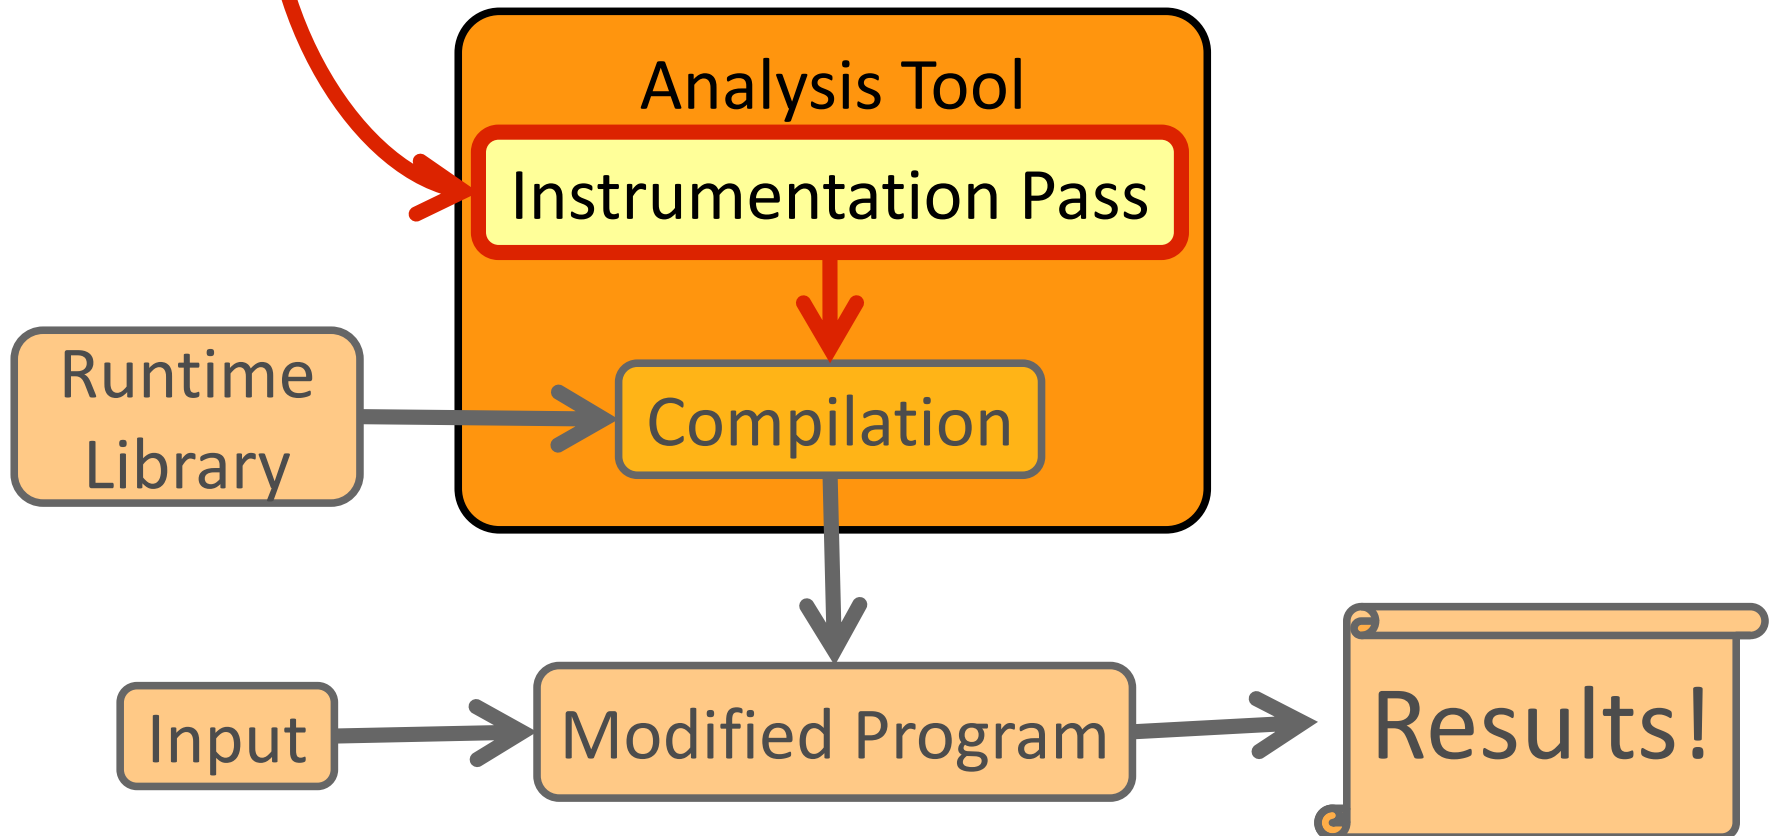 Analysis Tool
Instrumentation Pass
Runtime
Library
Compilation
Input
Modified Program
Results!